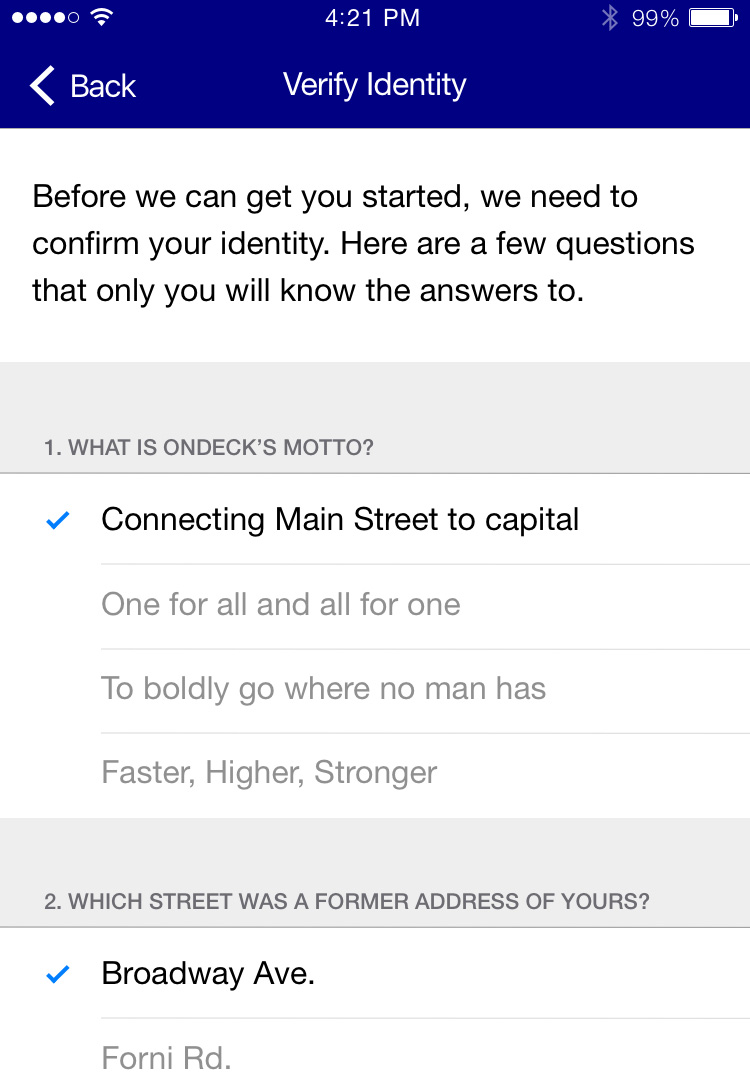 4:21 PM
99%
Back
Verify Identity
Before we can get you started, we need to
confirm your identity. Here are a few questions
that only you will know the answers to.
1. WHAT IS ONDECK’S MOTTO?
Connecting Main Street to capital
One for all and all for one
To boldly go where no man has
Faster, Higher, Stronger
2. WHICH STREET WAS A FORMER ADDRESS OF YOURS?
Broadway Ave.
Forni Rd.